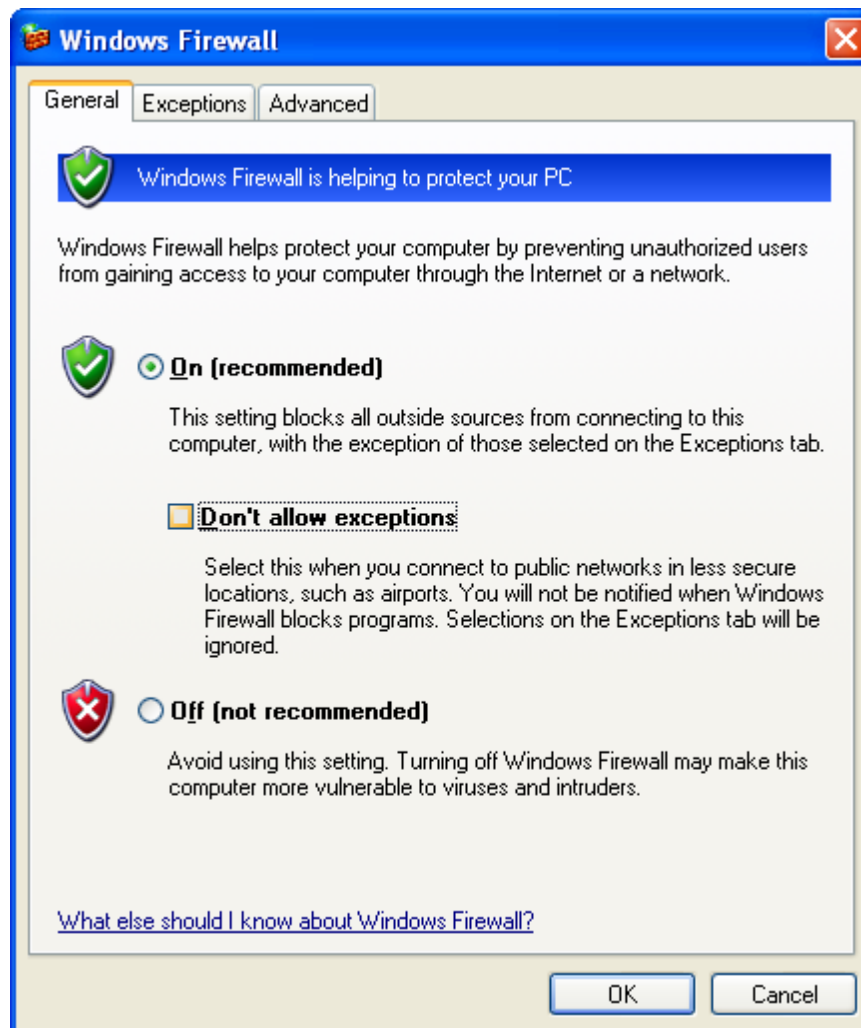 Windows Firewall
General
Exceptions
Advanced
Windows Firewall is helping to protect your PC
Windows Firewall helps protect your computer by preventing unauthorized users
from gaining access to your computer through the Internet or a network.
On (recommended)
This setting blocks all outside sources from connecting to this
computer, with the exception of those selected on the Exceptions tab.
Don't allow exceptions
Select this when you connect to public networks in less secure
locations, such as airports. You will not be notified when Windows
Firewall blocks programs. Selections on the Exceptions tab will be
ignored.
Off (not recommended)
Avoid using this setting. Turning off Windows Firewall may make this
computer more vulnerable to viruses and intruders.
What else should I know about Windows Firewall?
OK
Cancel